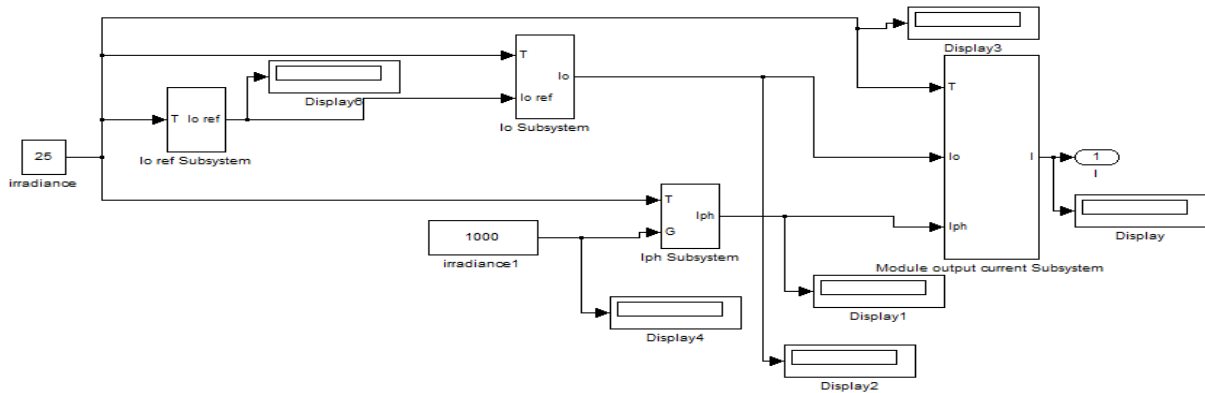 Display3
T
Io
Io ref
Io Subsystem
Display6
T
Io ref
Io ref Subsystem
25
irradiance
T
Io
Iph
I
Module output current Subsystem
1
I
Display
T
G
Iph
Iph Subsystem
1000
irradiance1
Display1
Display4
Display2